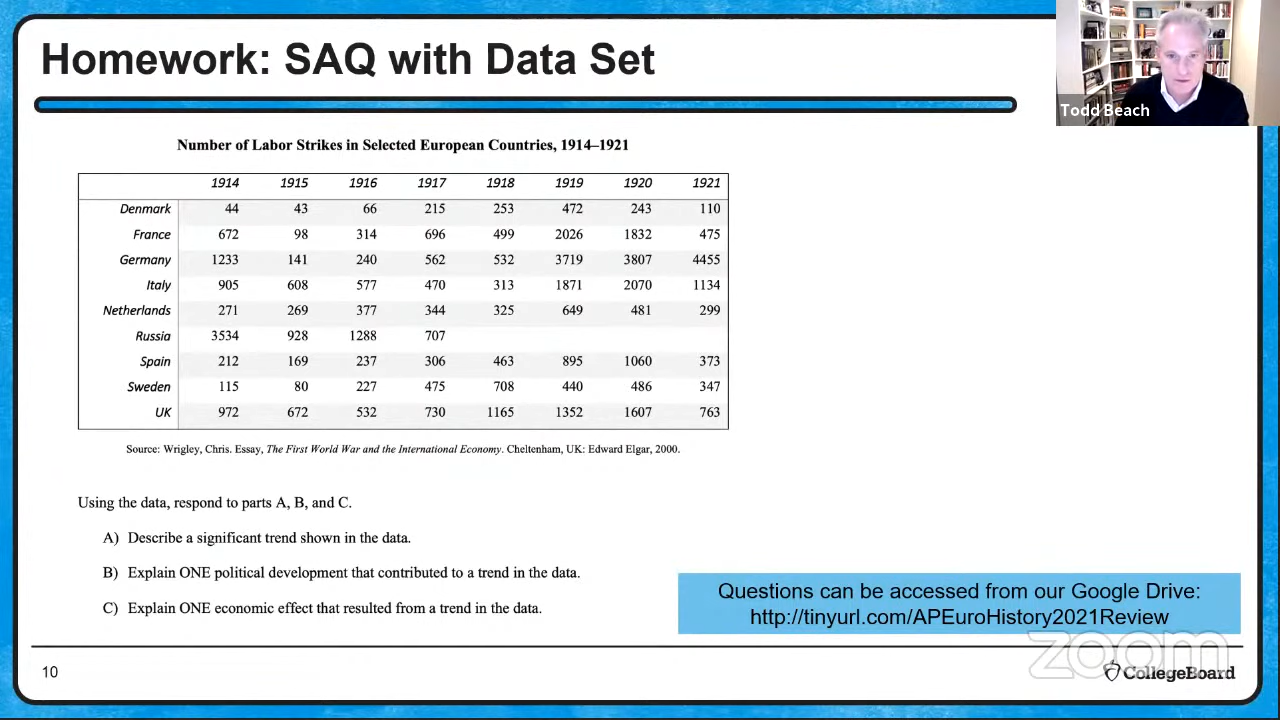 Homework: SAQ with Data Set
Todd Beach
Number of Labor Strikes in Selected European Countries, 1914–1921
1914 1915 1916 1917 1918 1919 1920 1921
Denmark 44 43 66 215 253 472 243 110
France 672 98 314 696 499 2026 1832 475
Germany 1233 141 240 562 532 3719 3807 4455
Italy 905 608 577 470 313 1871 2070 1134
Netherlands 271 269 377 344 325 649 481 299
Russia 3534 928 1288 707
Spain 212 169 237 306 463 895 1060 373
Sweden 115 80 227 475 708 440 486 347
UK 972 672 532 730 1165 1352 1607 763
Source: Wrigley, Chris. Essay, The First World War and the International Economy. Cheltenham, UK: Edward Elgar, 2000.
Using the data, respond to parts A, B, and C.
A) Describe a significant trend shown in the data.
B) Explain ONE political development that contributed to a trend in the data.
C) Explain ONE economic effect that resulted from a trend in the data.
Questions can be accessed from our Google Drive:
http://tinyurl.com/APEuroHistory2021Review
zoom
10
CollegeBoard